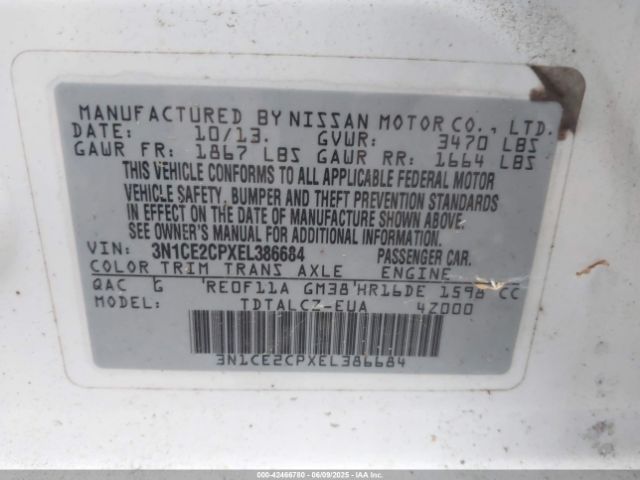 MANUFACTURED BY NISSAN MOTOR CO., LTD.
DATE: 10/13. GVWR: 3470 LBS
GAWR FR: 1867 LBS GAWR RR: 1664 LBS
THIS VEHICLE CONFORMS TO ALL APPLICABLE FEDERAL MOTOR
VEHICLE SAFETY, BUMPER AND THEFT PREVENTION STANDARDS
IN EFFECT ON THE DATE OF MANUFACTURE SHOWN ABOVE.
SEE OWNER'S MANUAL FOR ADDITIONAL INFORMATION.
VIN: 3N1CE2CPXEL386684 PASSENGER CAR.
COLOR TRIM TRANS AXLE ENGINE
QAC G RE0F11A GM38 HR16DE 1598 CC
MODEL: TDTALCZ-EUA 4Z000
3N1CE2CPXEL386684
000-42466780 - 06/09/2025 - IAAI.COM